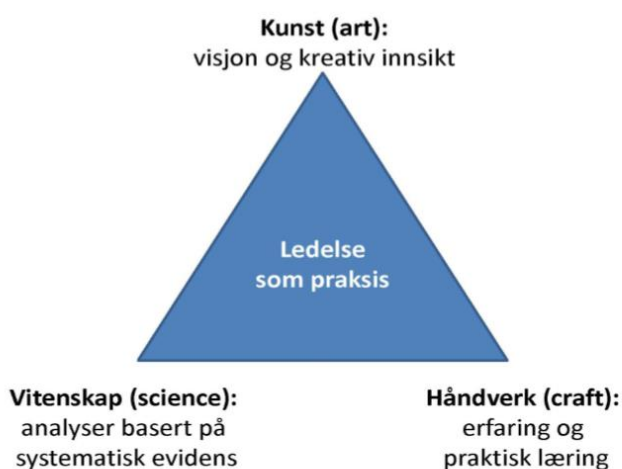 Kunst (art):
visjon og kreativ innsikt
Ledelse
som praksis
Vitenskap (science):
analyser basert på
systematisk evidens
Håndverk (craft):
erfaring og
praktisk læring